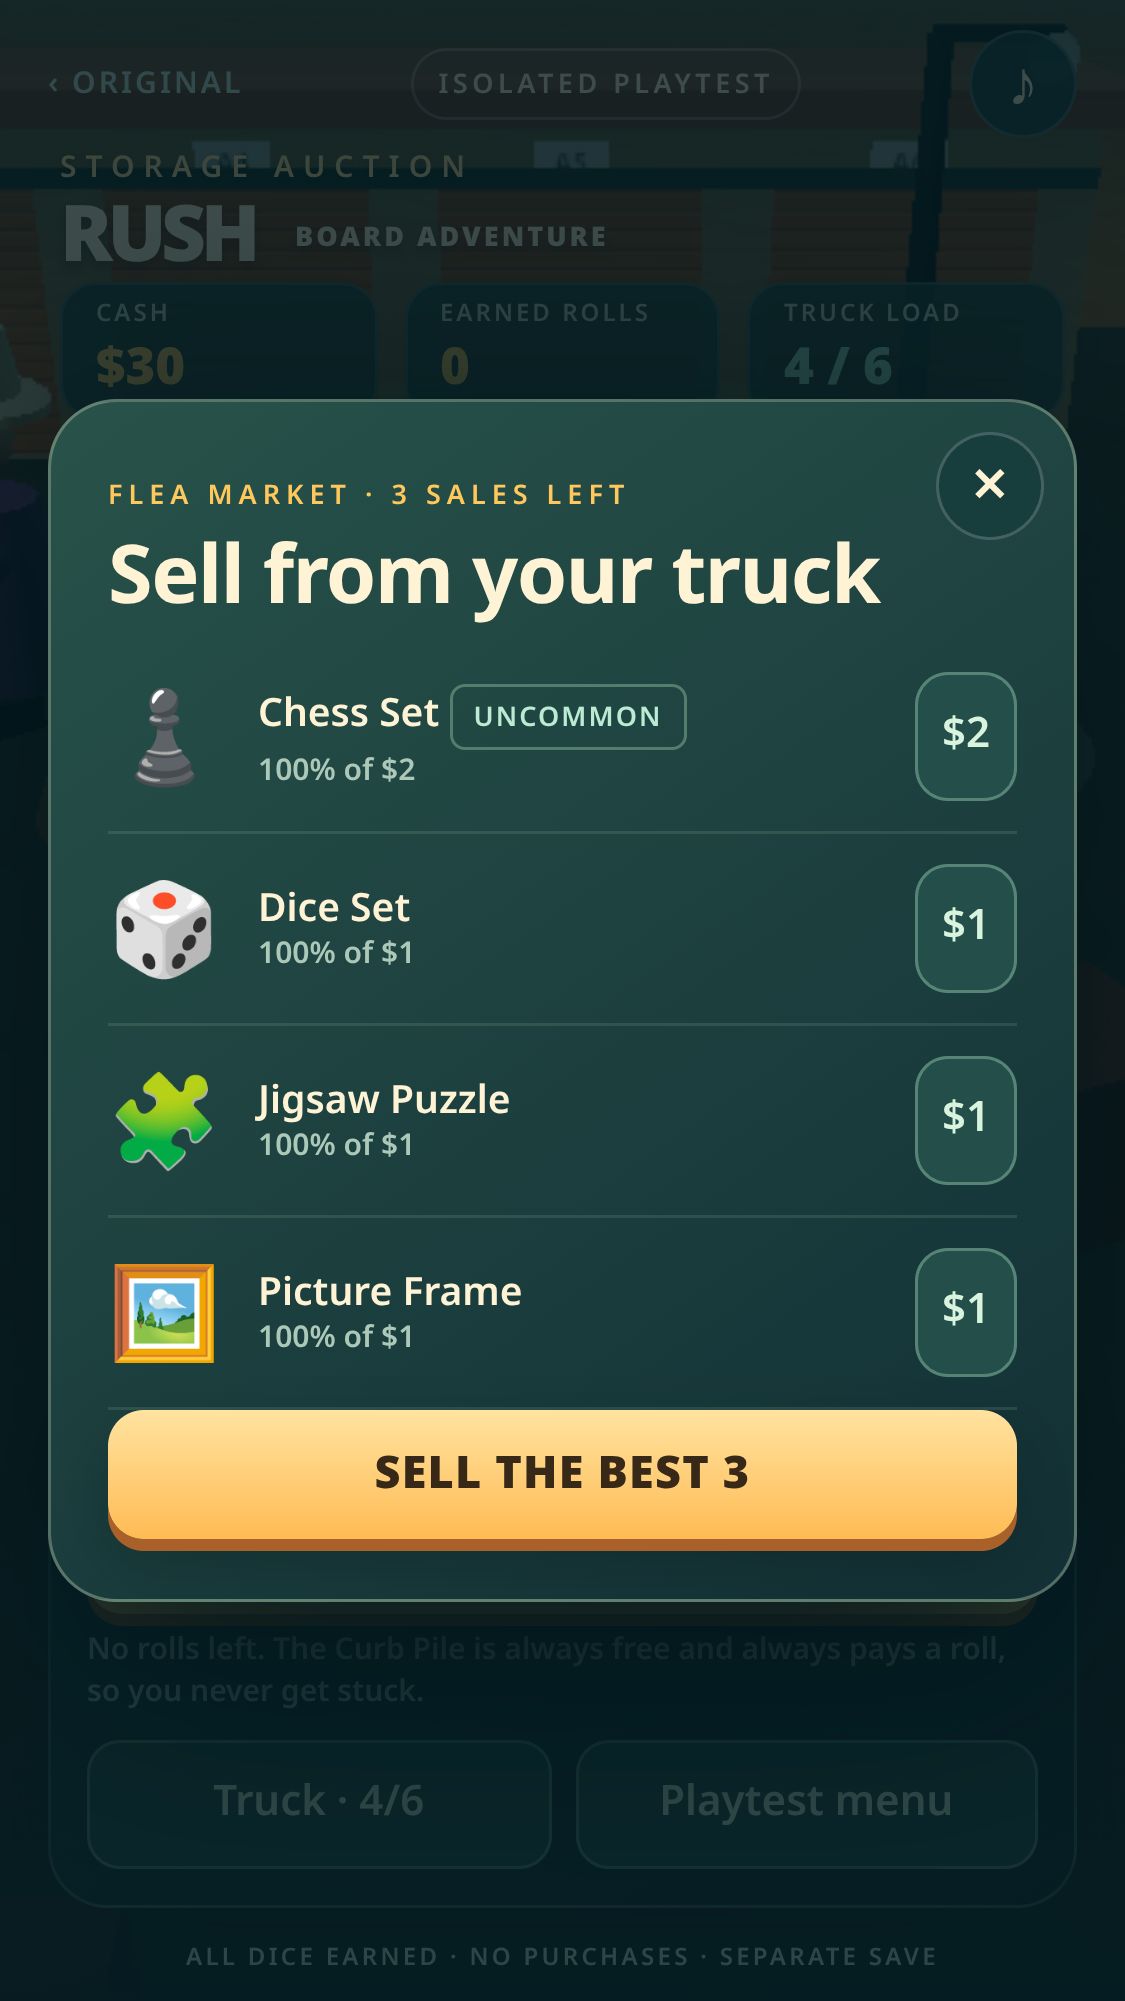 ‹ ORIGINAL
ISOLATED PLAYTEST
STORAGE AUCTION
A5
RUSH
BOARD ADVENTURE
CASH
EARNED ROLLS
TRUCK LOAD
$30
0
4 / 6
FLEA MARKET · 3 SALES LEFT
×
Sell from your truck
Chess Set
UNCOMMON
100% of $2
$2
Dice Set
100% of $1
$1
Jigsaw Puzzle
100% of $1
$1
Picture Frame
100% of $1
$1
SELL THE BEST 3
No rolls left. The Curb Pile is always free and always pays a roll,
so you never get stuck.
Truck · 4/6
Playtest menu
ALL DICE EARNED · NO PURCHASES · SEPARATE SAVE